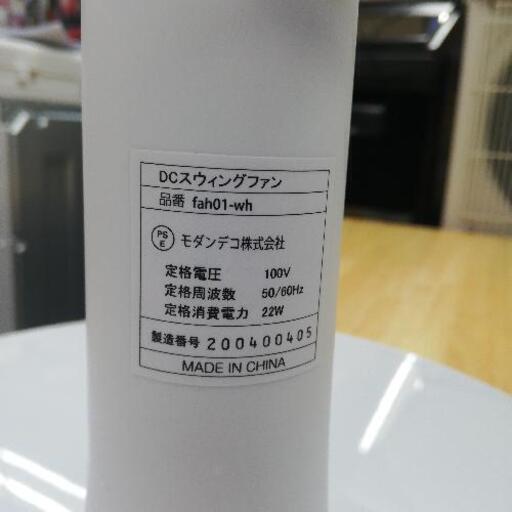 DCスウィングファン
品番 fah01-wh
PS
E モダンデコ株式会社
定格電圧 100V
定格周波数 50/60Hz
定格消費電力 22W
製造番号 200400405
MADE IN CHINA